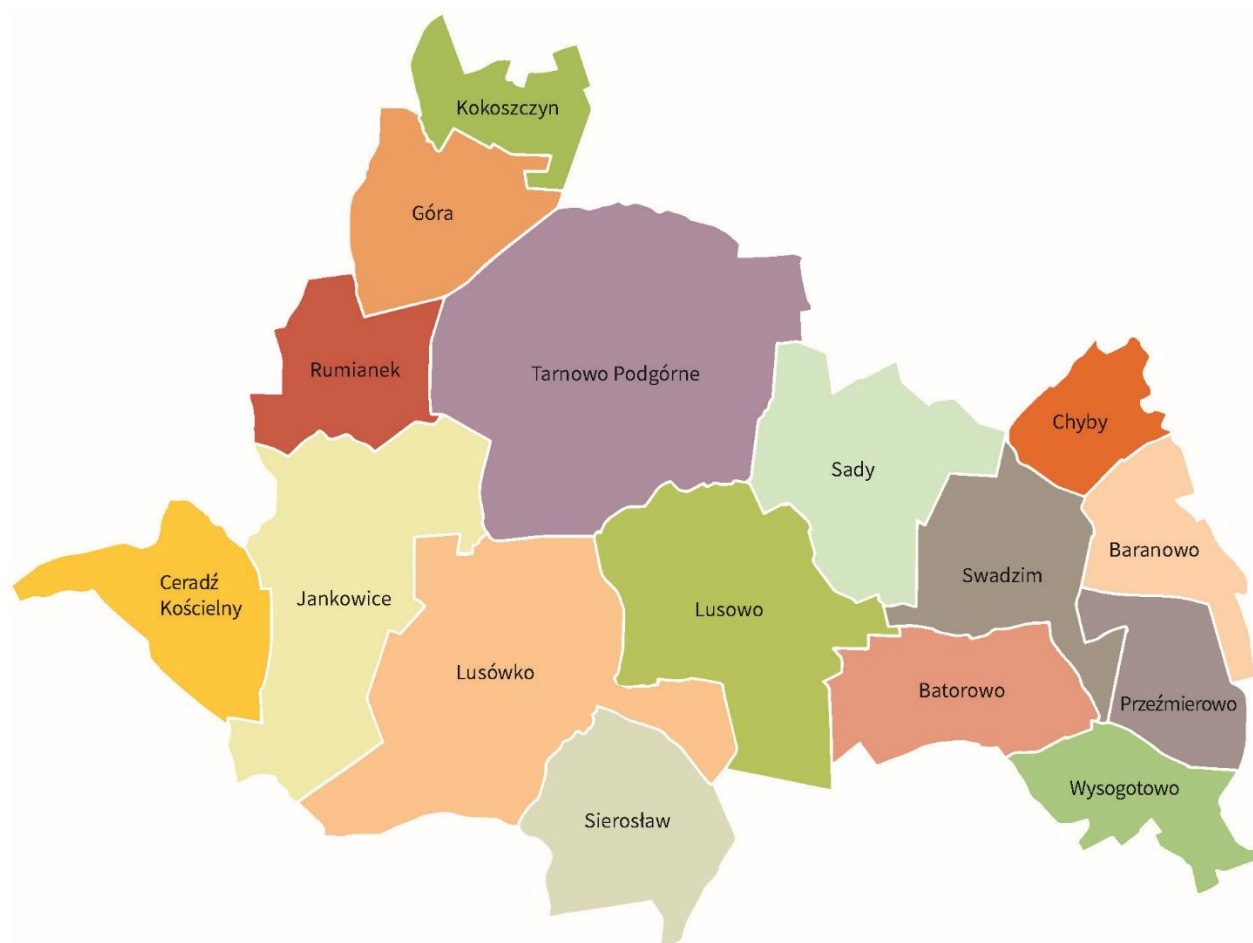 Kokoszczyn
Góra
Rumianek
Tarnowo Podgórne
Chyby
Sady
Baranowo
Ceradź
Kościelny
Jankowice
Swadzim
Lusowo
Lusówko
Batorowo
Przeźmierowo
Wysogotowo
Sierosław